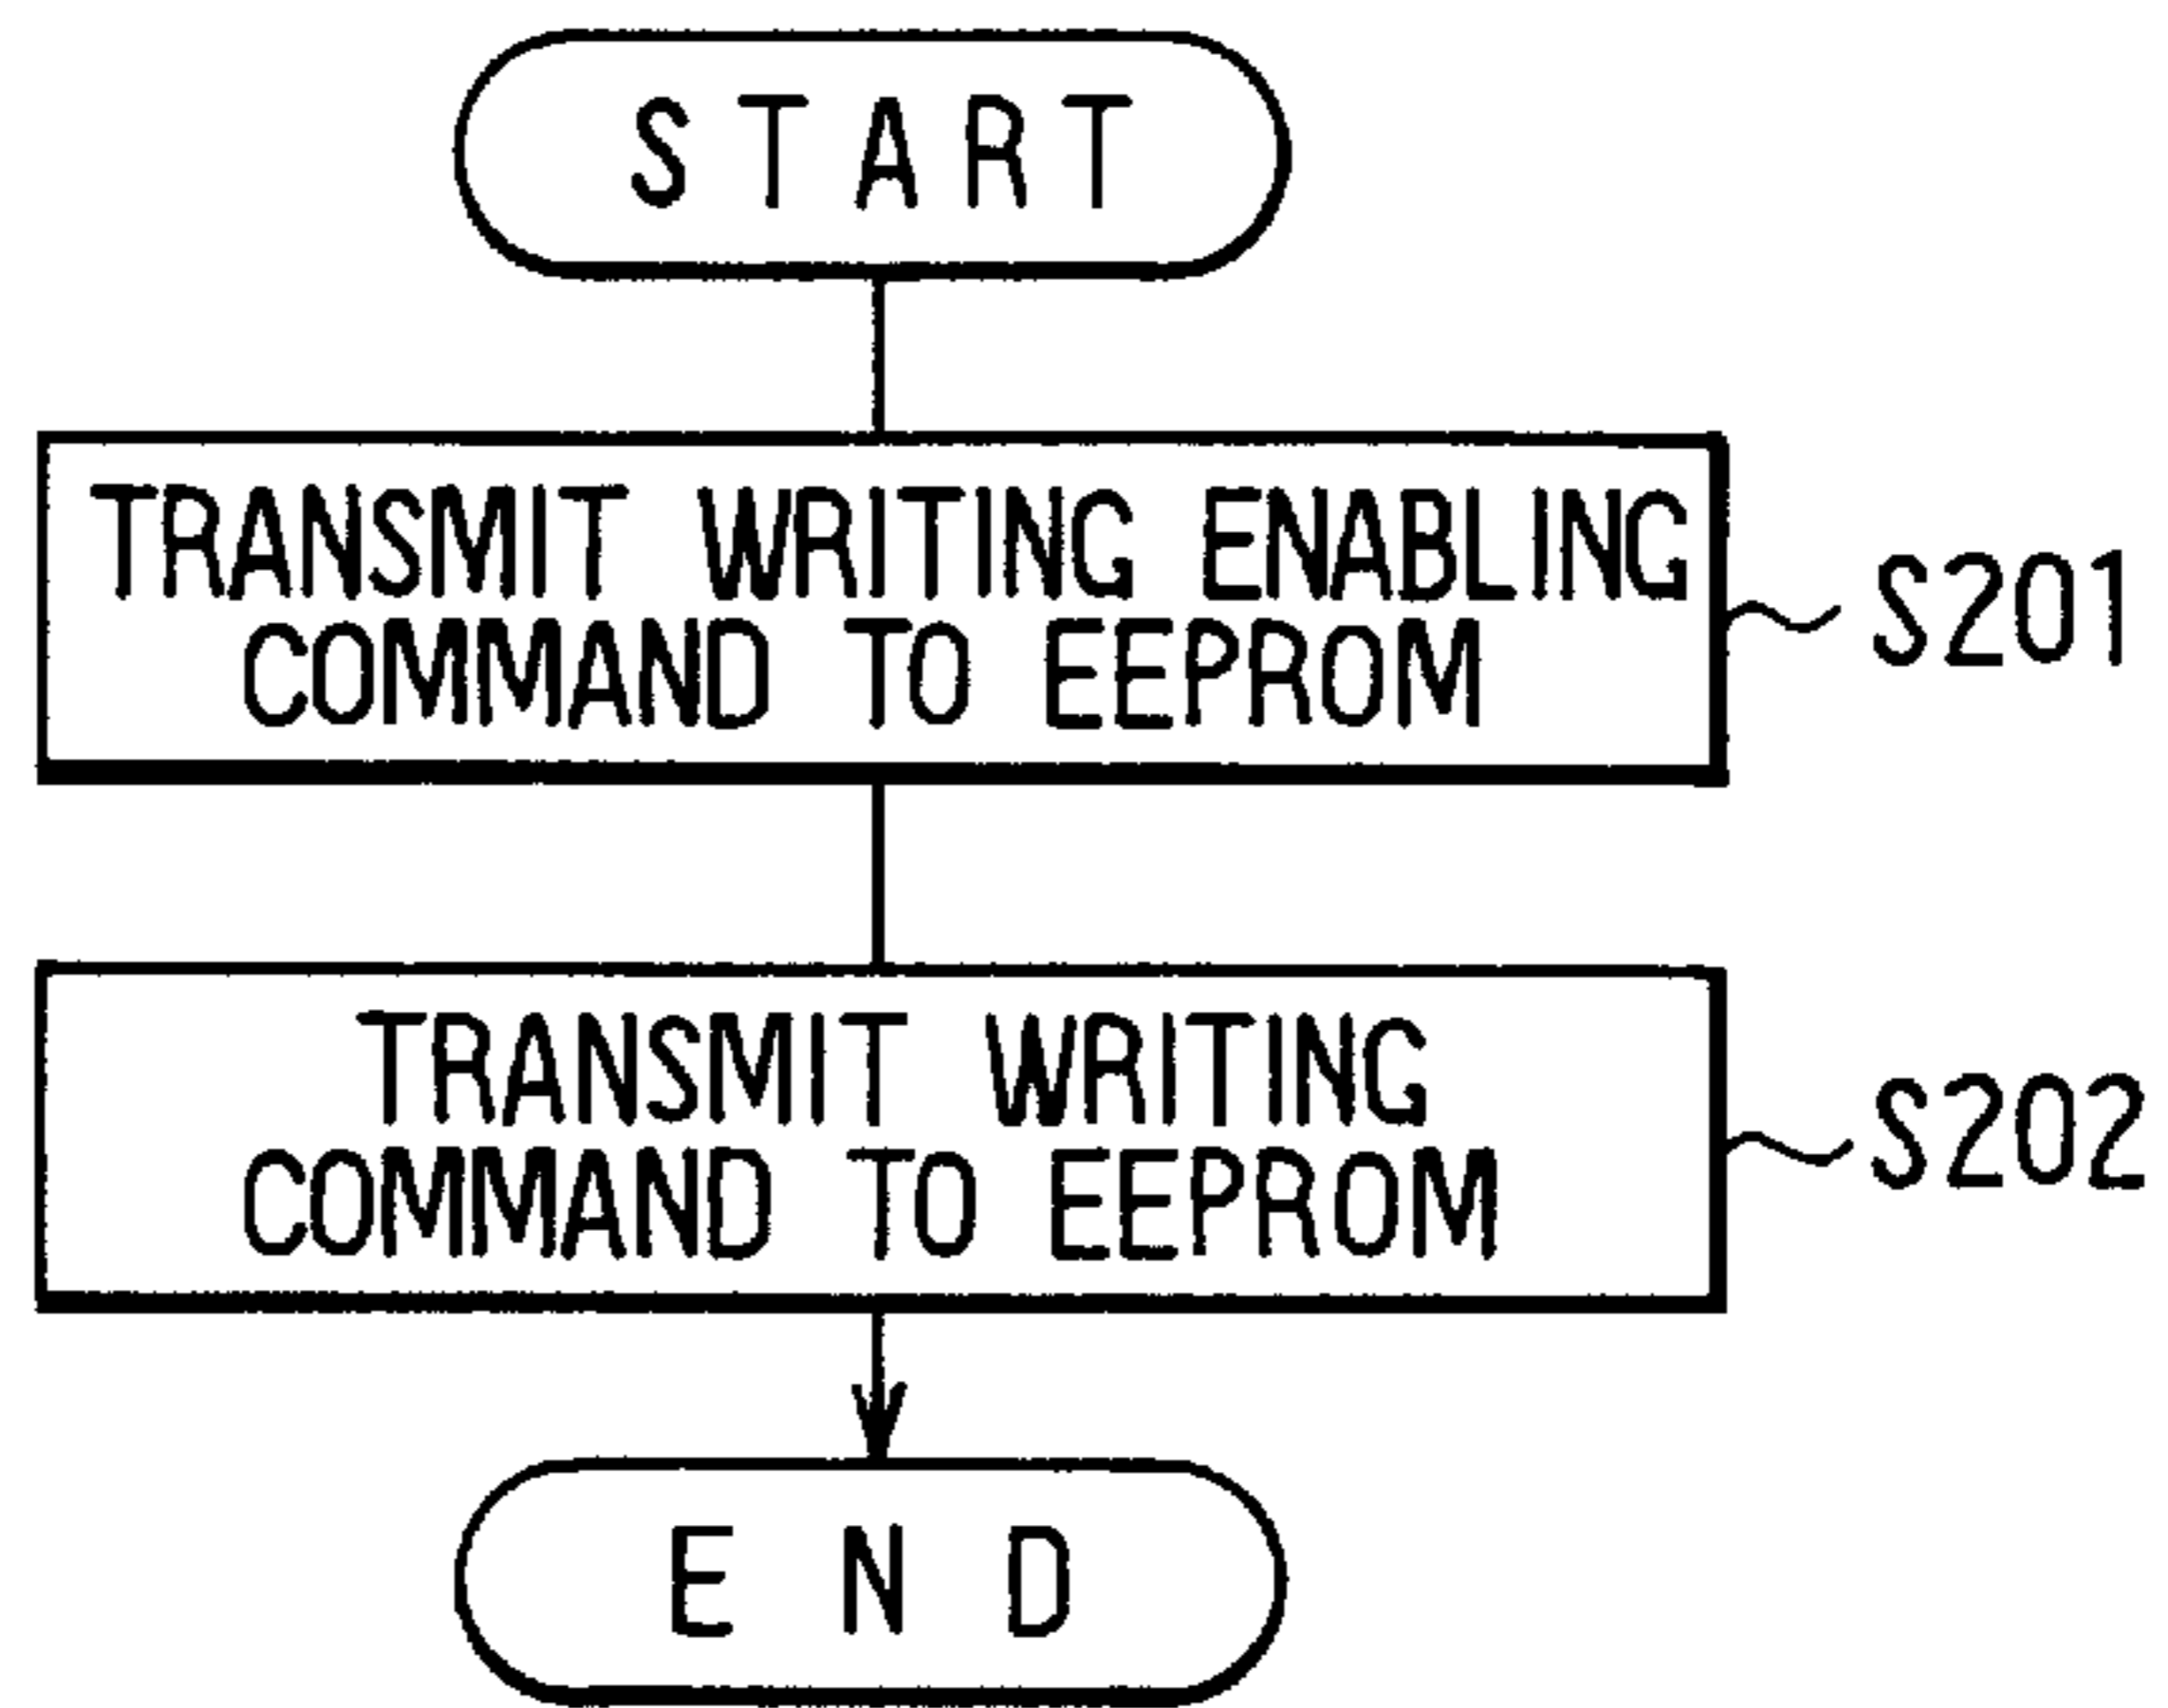 START
TRANSMIT WRITING ENABLING
COMMAND TO EEPROM
S201
TRANSMIT WRITING
COMMAND TO EEPROM
S202
END